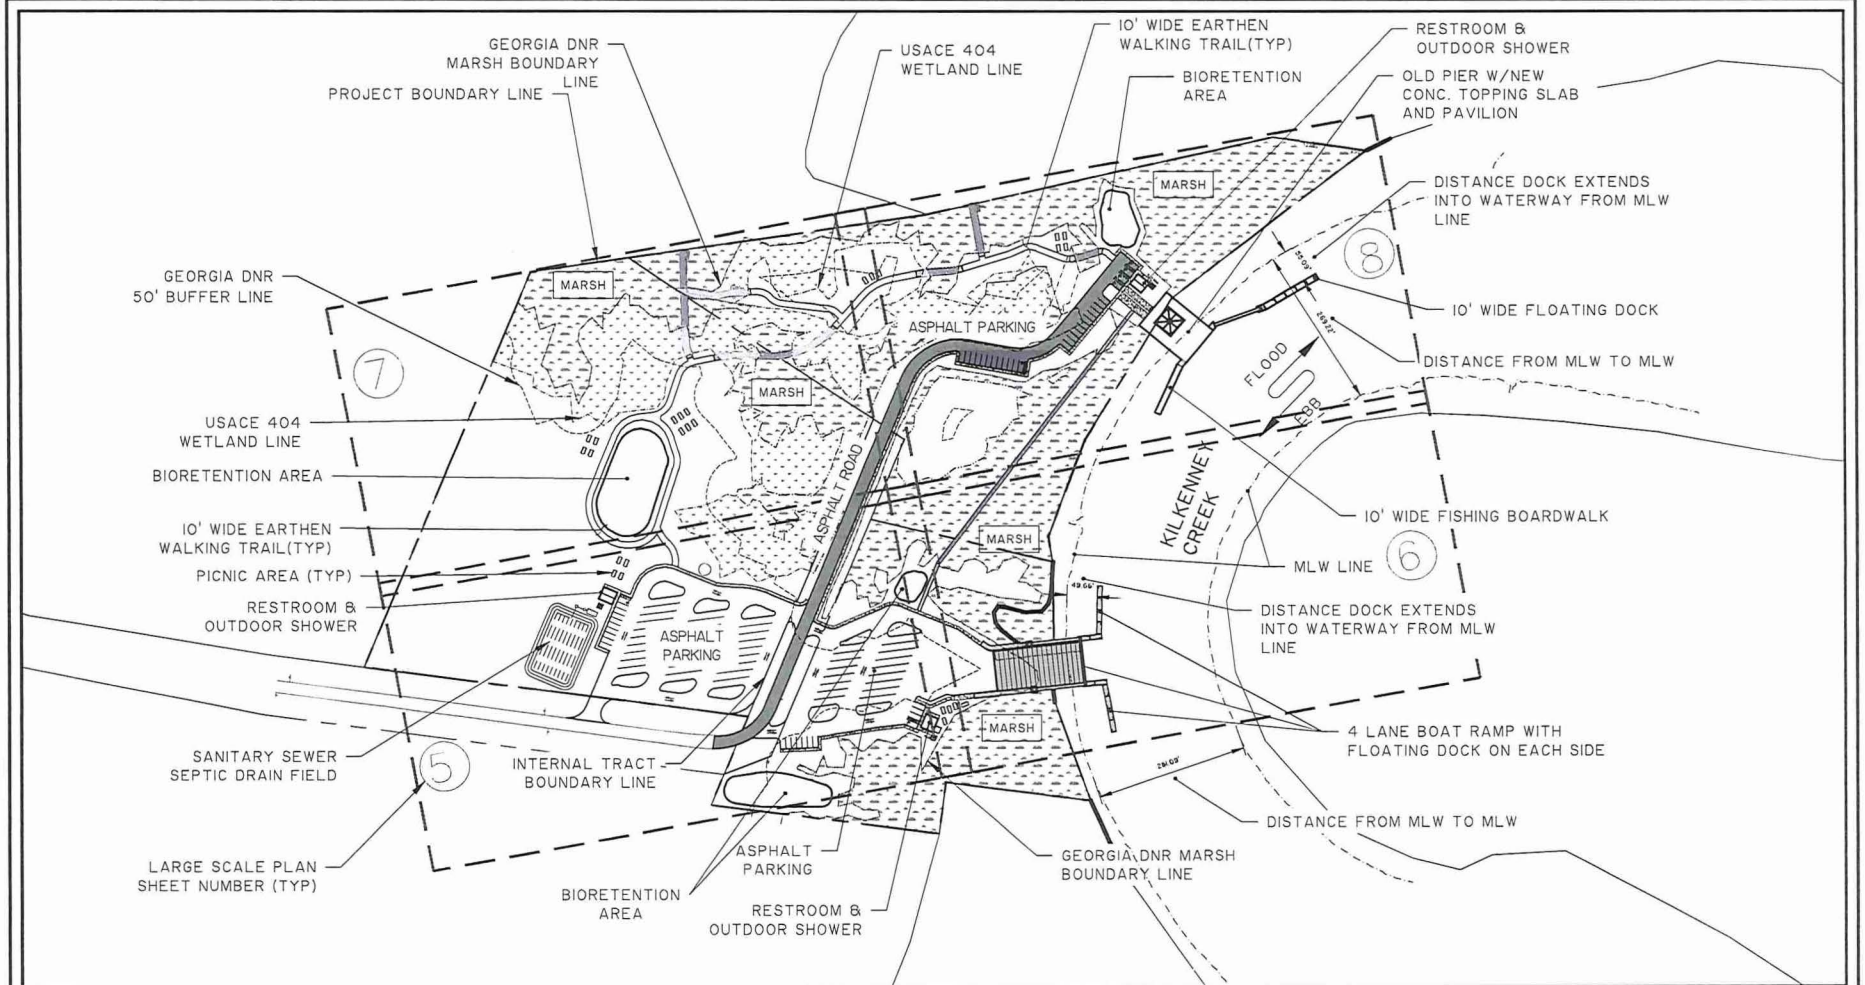 GEORGIA DNR
MARSH BOUNDARY
LINE
PROJECT BOUNDARY LINE
USACE 404
WETLAND LINE
10' WIDE EARTHEN
WALKING TRAIL(TYP)
BIORETENTION
AREA
RESTROOM &
OUTDOOR SHOWER
OLD PIER W/NEW
CONC. TOPPING SLAB
AND PAVILION
MARSH
DISTANCE DOCK EXTENDS
INTO WATERWAY FROM MLW
LINE
8
GEORGIA DNR
50' BUFFER LINE
MARSH
10' WIDE FLOATING DOCK
ASPHALT PARKING
DISTANCE FROM MLW TO MLW
FLOOD
EBB
7
MARSH
USACE 404
WETLAND LINE
BIORETENTION AREA
ASPHALT ROAD
KILKENNEY
CREEK
10' WIDE FISHING BOARDWALK
10' WIDE EARTHEN
WALKING TRAIL(TYP)
MARSH
MLW LINE
6
PICNIC AREA (TYP)
49.66'
RESTROOM &
OUTDOOR SHOWER
DISTANCE DOCK EXTENDS
INTO WATERWAY FROM MLW
LINE
ASPHALT
PARKING
MARSH
4 LANE BOAT RAMP WITH
FLOATING DOCK ON EACH SIDE
SANITARY SEWER
SEPTIC DRAIN FIELD
5
INTERNAL TRACT
BOUNDARY LINE
DISTANCE FROM MLW TO MLW
LARGE SCALE PLAN
SHEET NUMBER (TYP)
ASPHALT
PARKING
GEORGIA DNR MARSH
BOUNDARY LINE
BIORETENTION
AREA
RESTROOM &
OUTDOOR SHOWER